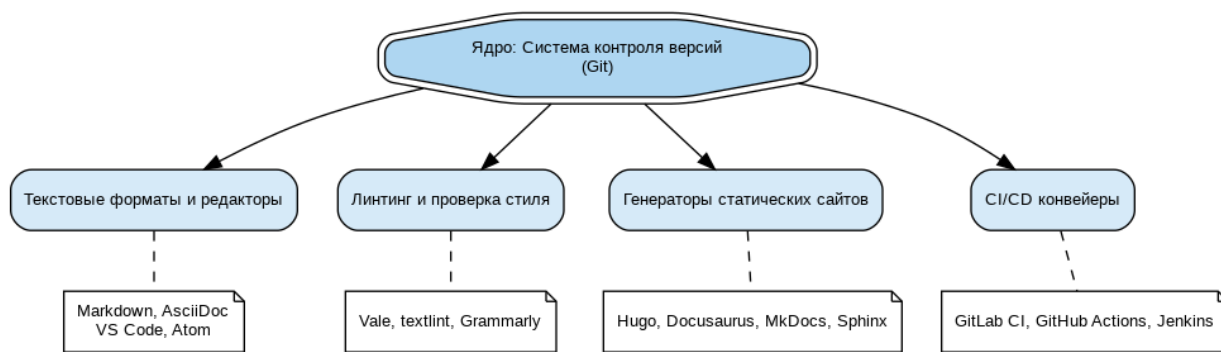 Ядро: Система контроля версий
(Git)
Текстовые форматы и редакторы
Линтинг и проверка стиля
Генераторы статических сайтов
CI/CD конвейеры
Markdown, AsciiDoc
VS Code, Atom
Vale, textlint, Grammarly
Hugo, Docusaurus, MkDocs, Sphinx
GitLab CI, GitHub Actions, Jenkins